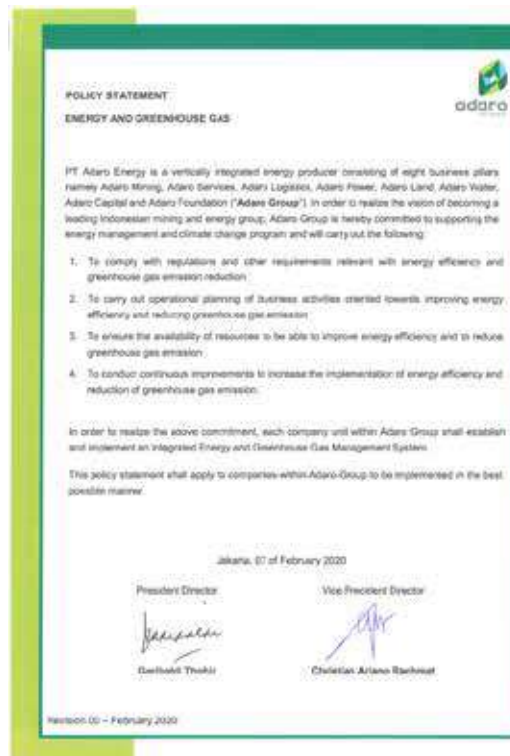 POLICY STATEMENT
ENERGY AND GREENHOUSE GAS
adaro
PT Adaro Energy is a vertically integrated energy producer consisting of eight business pillars
namely Adaro Mining, Adaro Services, Adaro Logistics, Adaro Power, Adaro Land, Adaro Water,
Adaro Capital and Adaro Foundation ("Adaro Group"). In order to realize the vision of becoming a
leading Indonesian mining and energy group, Adaro Group is hereby committed to supporting the
energy management and climate change program and will carry out the following:
1. To comply with regulations and other requirements relevant with energy efficiency and
greenhouse gas emission reduction
2. To carry out operational planning of business activities oriented towards improving energy
efficiency and reducing greenhouse gas emission
3. To ensure the availability of resources to be able to improve energy efficiency and to reduce
greenhouse gas emission
4. To conduct continuous improvements to increase the implementation of energy efficiency and
reduction of greenhouse gas emission.
In order to realize the above commitment, each company unit within Adaro Group shall establish
and implement an Integrated Energy and Greenhouse Gas Management System
This policy statement shall apply to companies within Adaro Group to be implemented in the best
possible manner
Jakarta, 07 of February 2020
President Director
Vice President Director
Garibaldi Thohir
Christian Ariano Rachmat
Revision 00 – February 2020